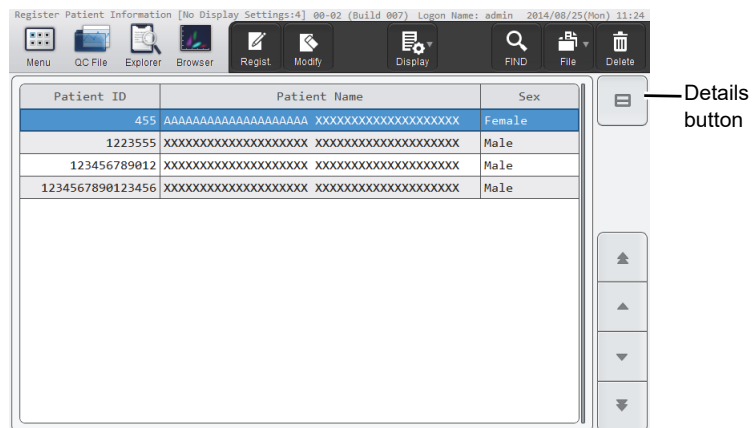 Register Patient Information [No Display Settings:4] 00-02 (Build 007) Logon Name: admin 2014/08/25(Mon) 11:24
Menu QC File Explorer Browser Regist. Modify Display FIND File Delete
Patient ID Patient Name Sex
455 AAAAAAAAAAAAAAAAAAAA XXXXXXXXXXXXXXXXXXXX Female
1223555 XXXXXXXXXXXXXXXXXXXX XXXXXXXXXXXXXXXXXXXX Male
123456789012 XXXXXXXXXXXXXXXXXXXX XXXXXXXXXXXXXXXXXXXX Male
1234567890123456 XXXXXXXXXXXXXXXXXXXX XXXXXXXXXXXXXXXXXXXX Male
Details
button